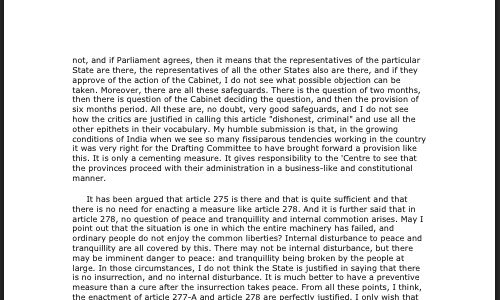 not, and if Parliament agrees, then it means that the representatives of the particular
State are there, the representatives of all the other States also are there, and if they
approve of the action of the Cabinet, I do not see what possible objection can be
taken. Moreover, there are all these safeguards. There is the question of two months,
then there is question of the Cabinet deciding the question, and then the provision of
six months period. All these are, no doubt, very good safeguards, and I do not see
how the critics are justified in calling this article "dishonest, criminal" and use all the
other epithets in their vocabulary. My humble submission is that, in the growing
conditions of India when we see so many fissiparous tendencies working in the country
it was very right for the Drafting Committee to have brought forward a provision like
this. It is only a cementing measure. It gives responsibility to the 'Centre to see that
the provinces proceed with their administration in a business-like and constitutional
manner.
It has been argued that article 275 is there and that is quite sufficient and that
there is no need for enacting a measure like article 278. And it is further said that in
article 278, no question of peace and tranquillity and internal commotion arises. May I
point out that the situation is one in which the entire machinery has failed, and
ordinary people do not enjoy the common liberties? Internal disturbance to peace and
tranquillity are all covered by this. There may not be internal disturbance, but there
may be imminent danger to peace: and tranquillity being broken by the people at
large. In those circumstances, I do not think the State is justified in saying that there
is no insurrection, and there is no disturbance. It is much better to have a preventive
measure than a cure after the insurrection takes peace. From all these points, I think,
the enactment of article 277-A and article 278 are perfectly justified. I only wish that